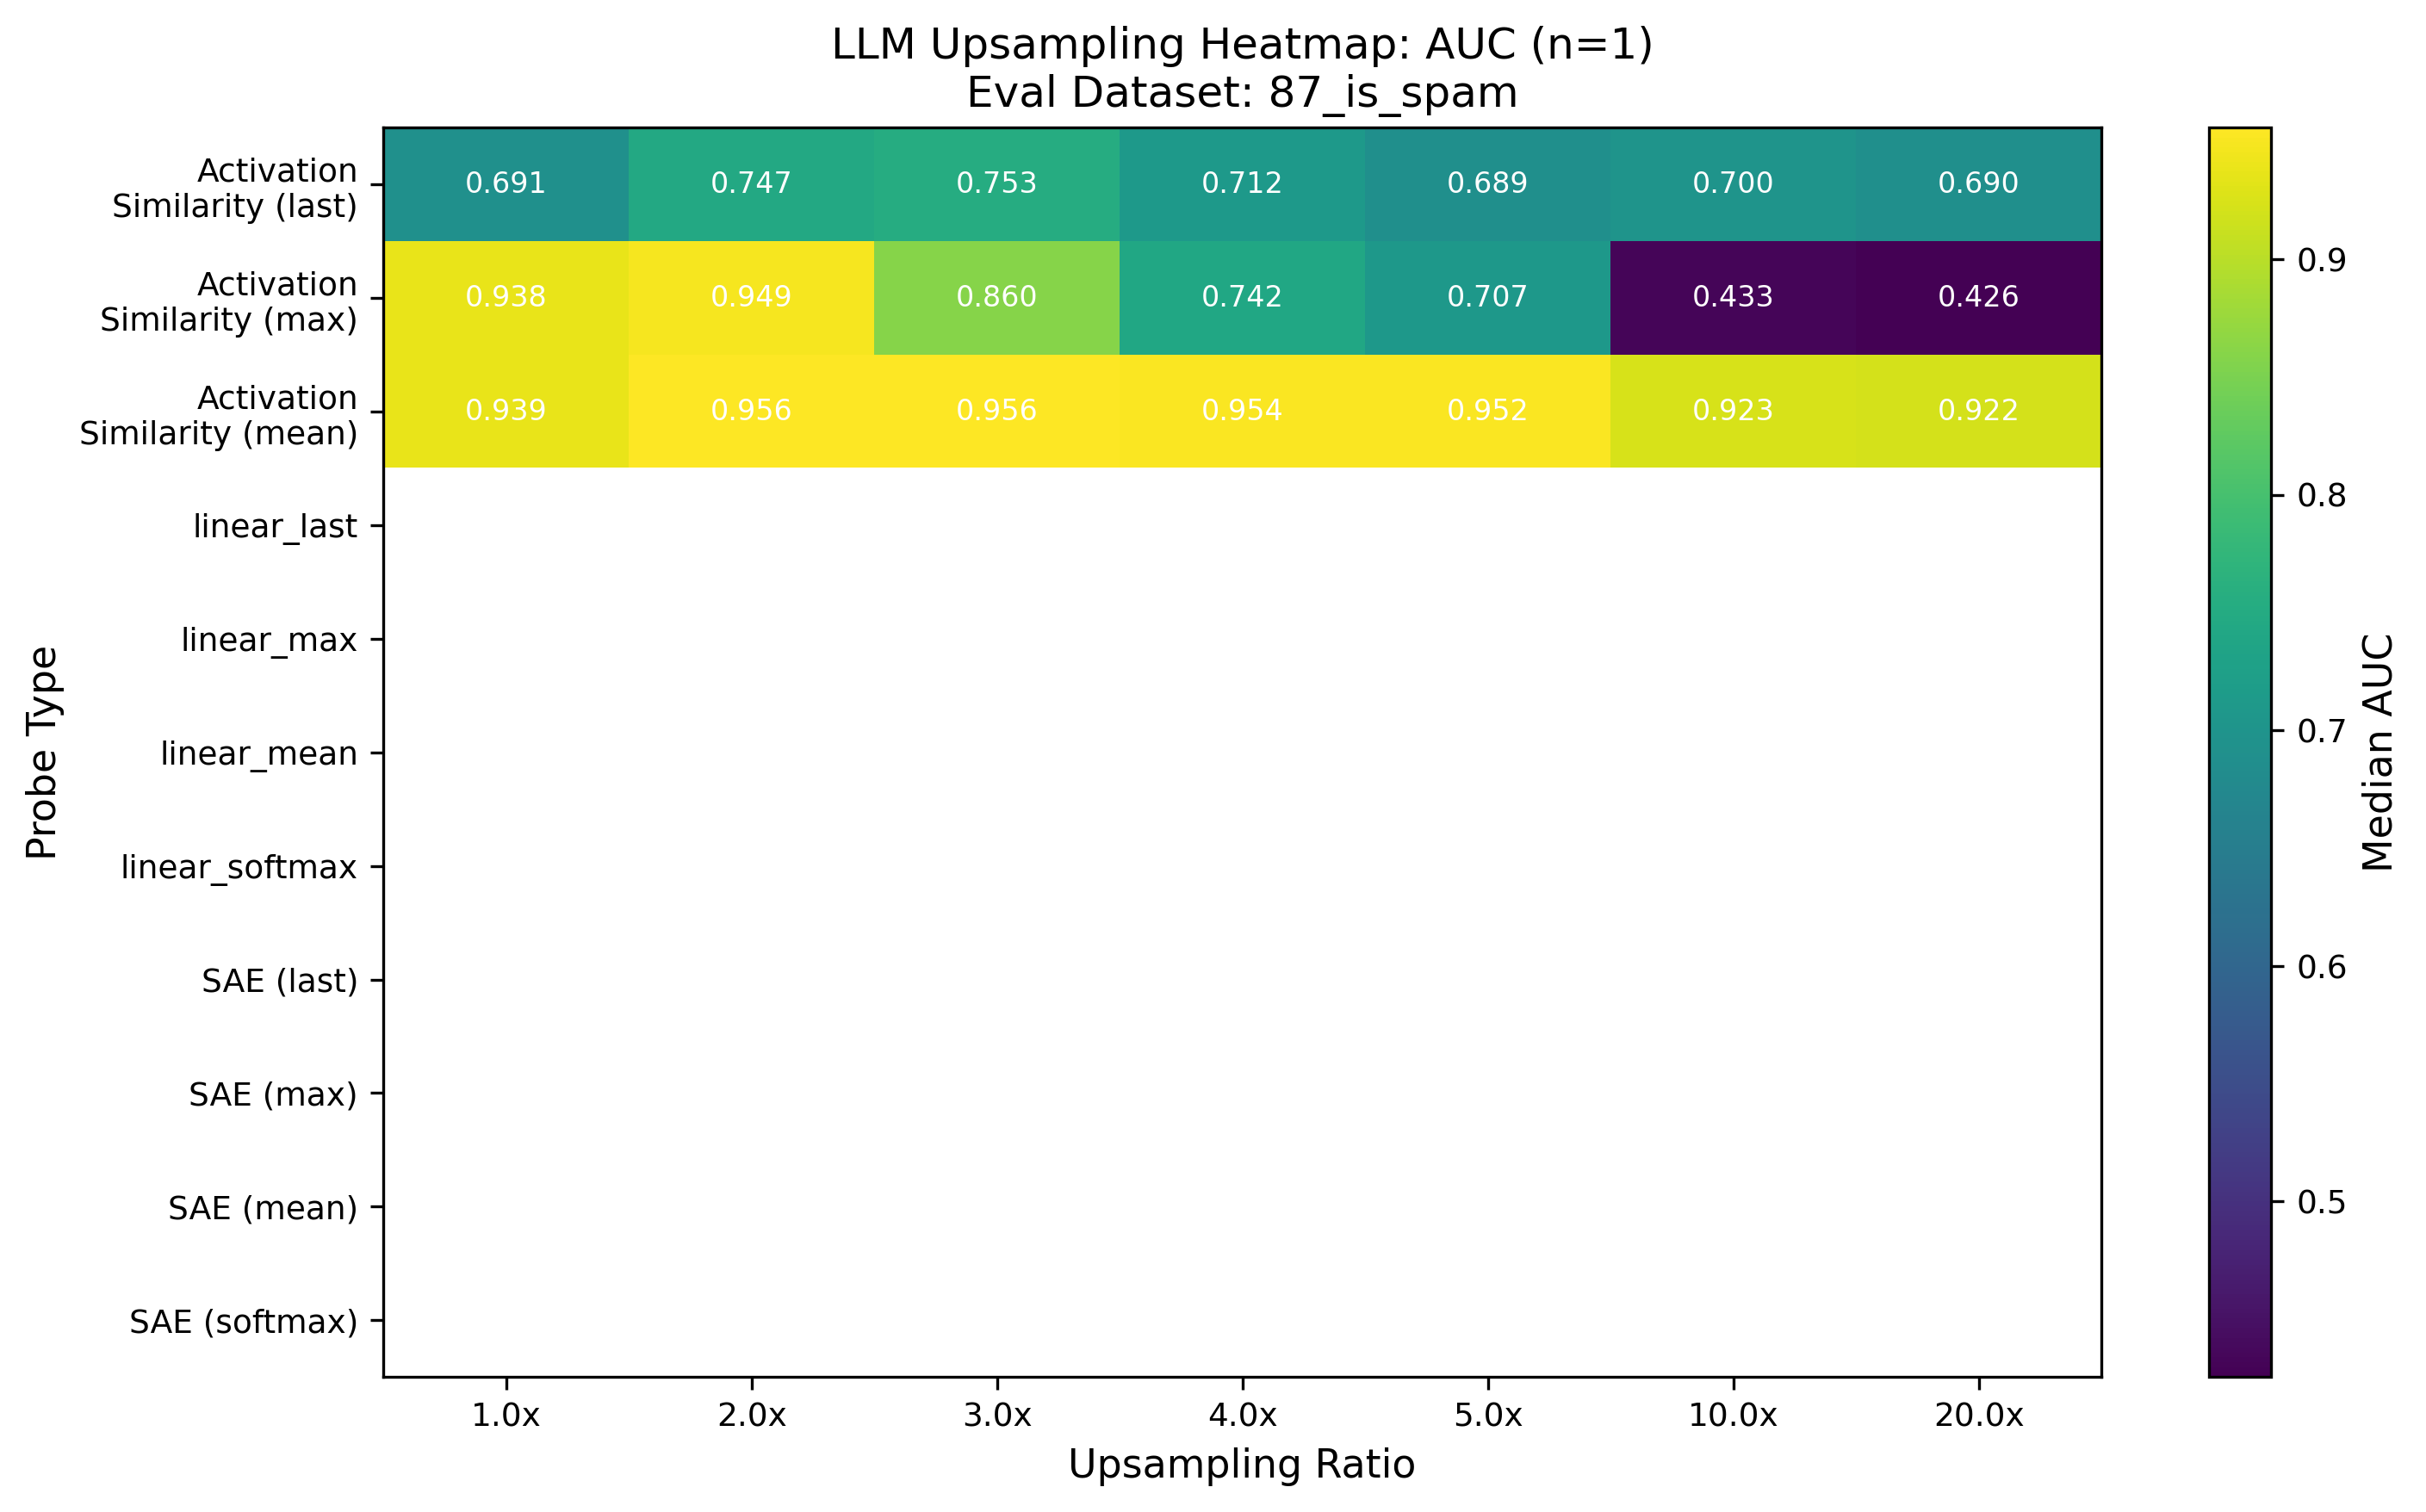 LLM Upsampling Heatmap: AUC (n=1)
Eval Dataset: 87_is_spam
Activation
Similarity (last)
0.691 0.747 0.753 0.712 0.689 0.700 0.690
Activation
Similarity (max)
0.938 0.949 0.860 0.742 0.707 0.433 0.426
Activation
Similarity (mean)
0.939 0.956 0.956 0.954 0.952 0.923 0.922
linear_last
linear_max
linear_mean
linear_softmax
SAE (last)
SAE (max)
SAE (mean)
SAE (softmax)
Probe Type
1.0x 2.0x 3.0x 4.0x 5.0x 10.0x 20.0x
Upsampling Ratio
0.9
0.8
0.7
0.6
0.5
Median AUC